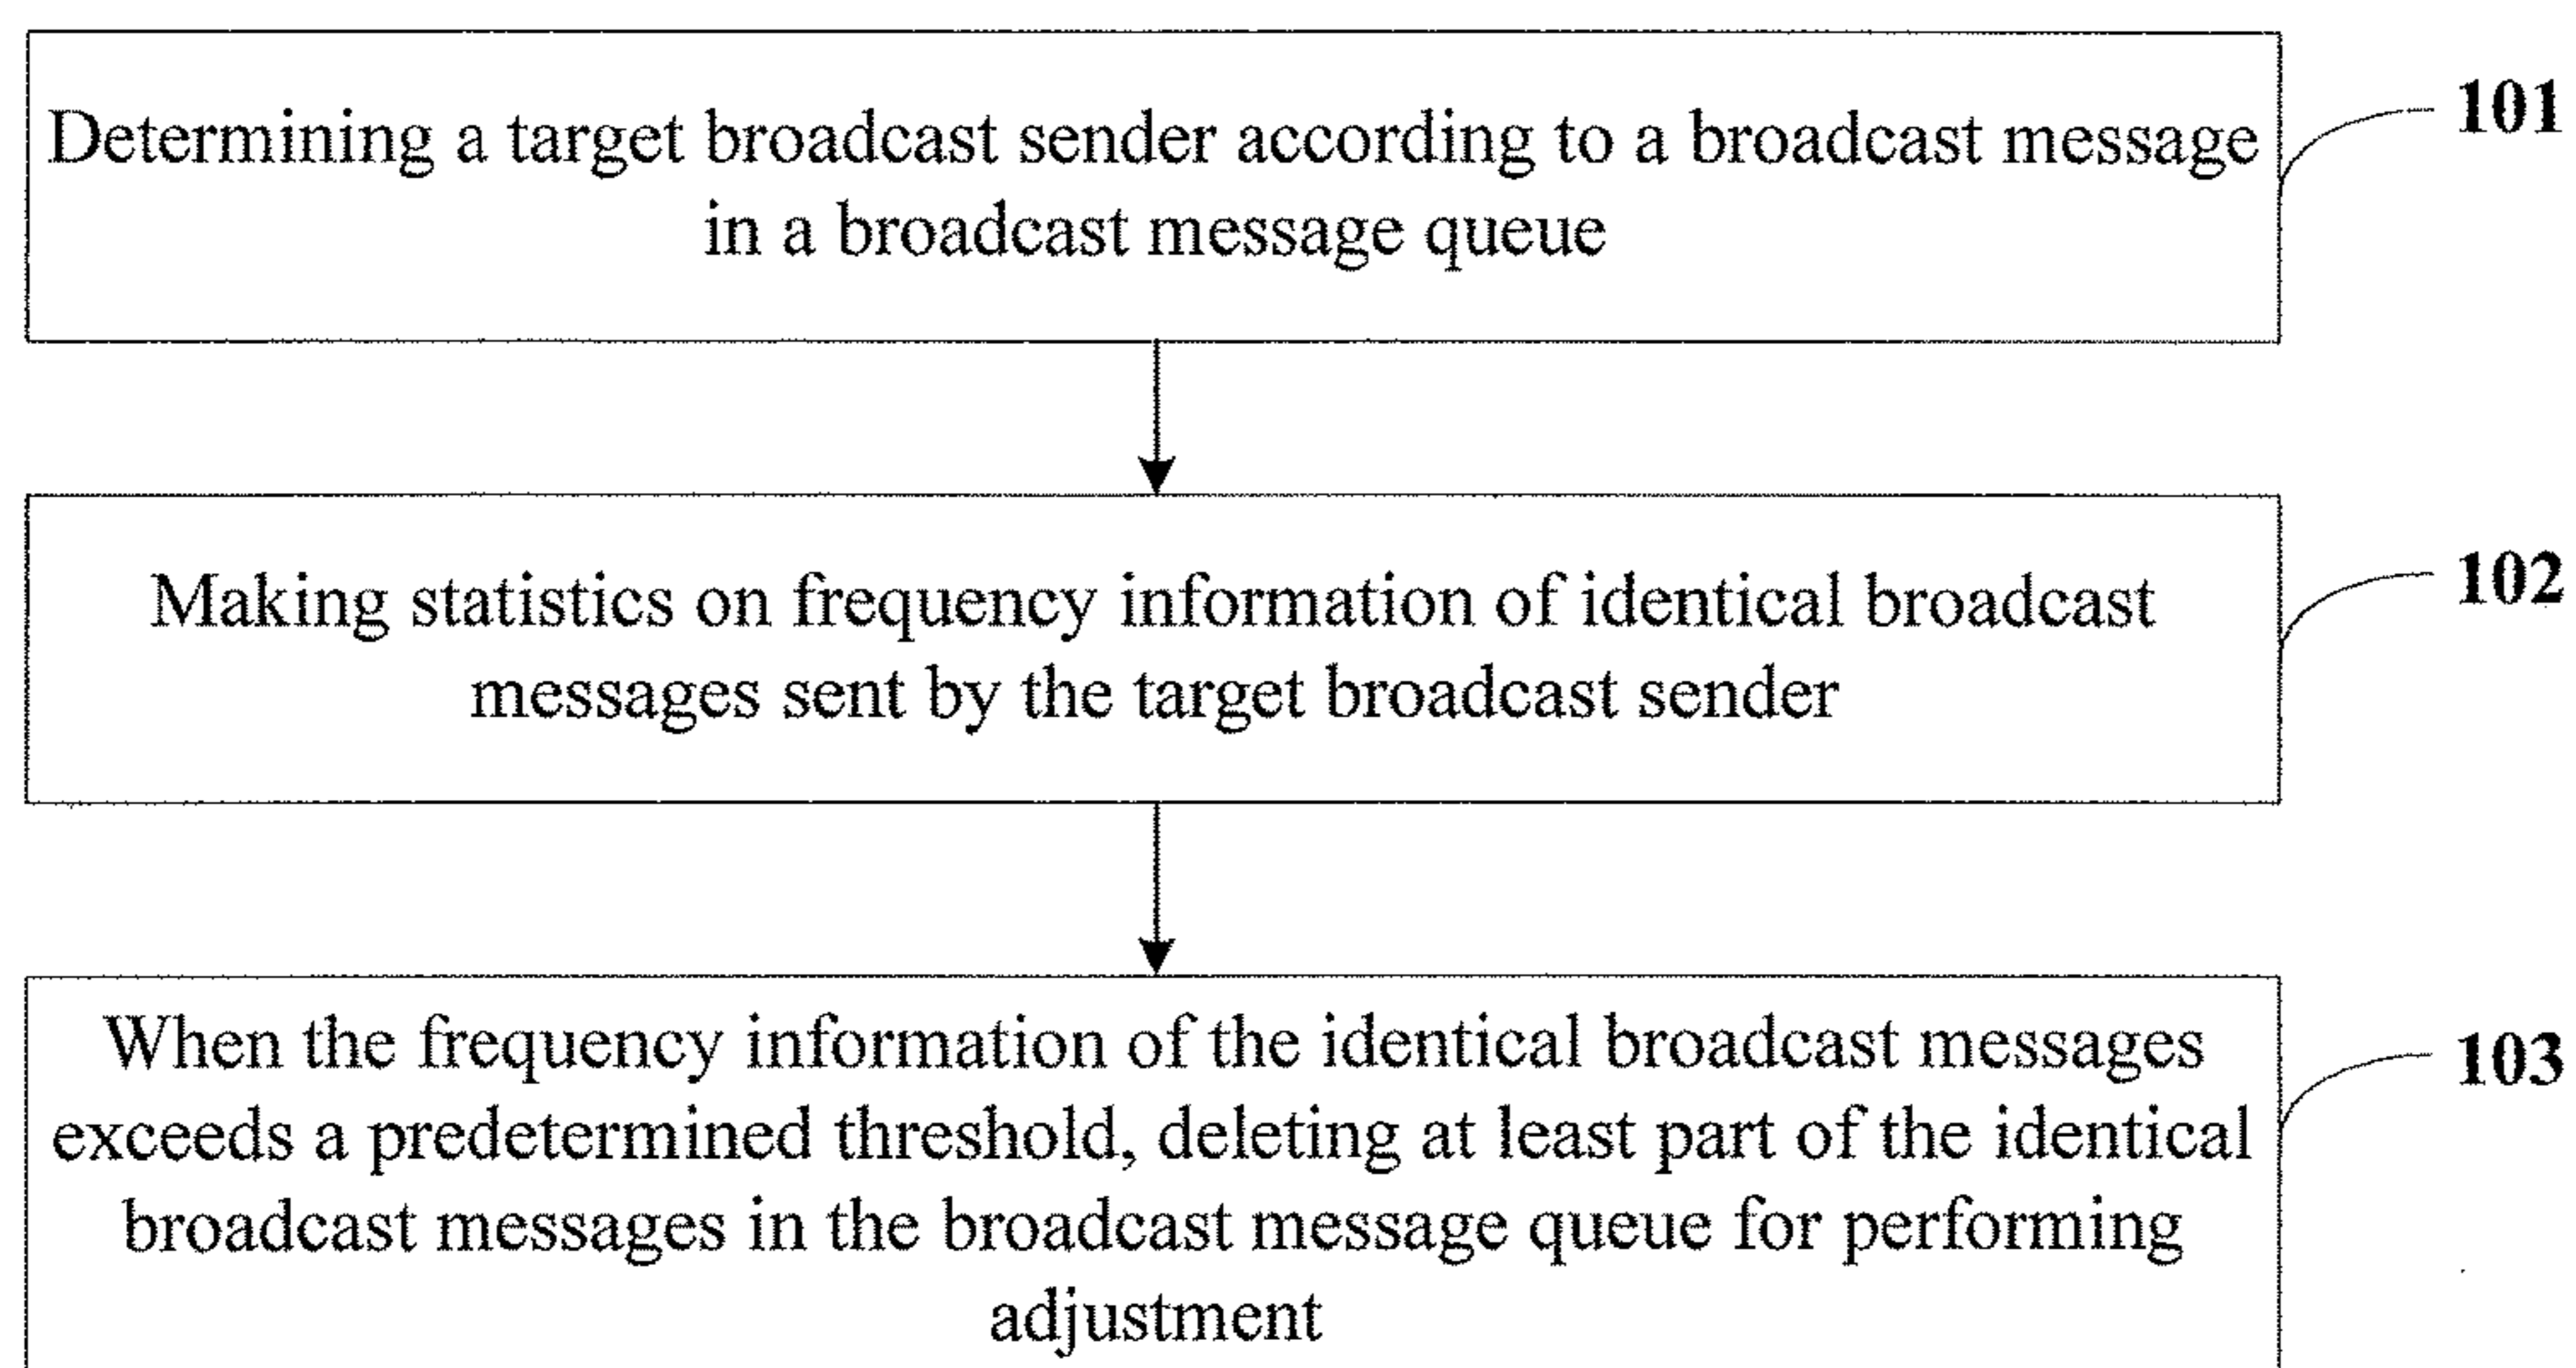 Determining a target broadcast sender according to a broadcast message
in a broadcast message queue
101
Making statistics on frequency information of identical broadcast
messages sent by the target broadcast sender
102
When the frequency information of the identical broadcast messages
exceeds a predetermined threshold, deleting at least part of the identical
broadcast messages in the broadcast message queue for performing
adjustment
103